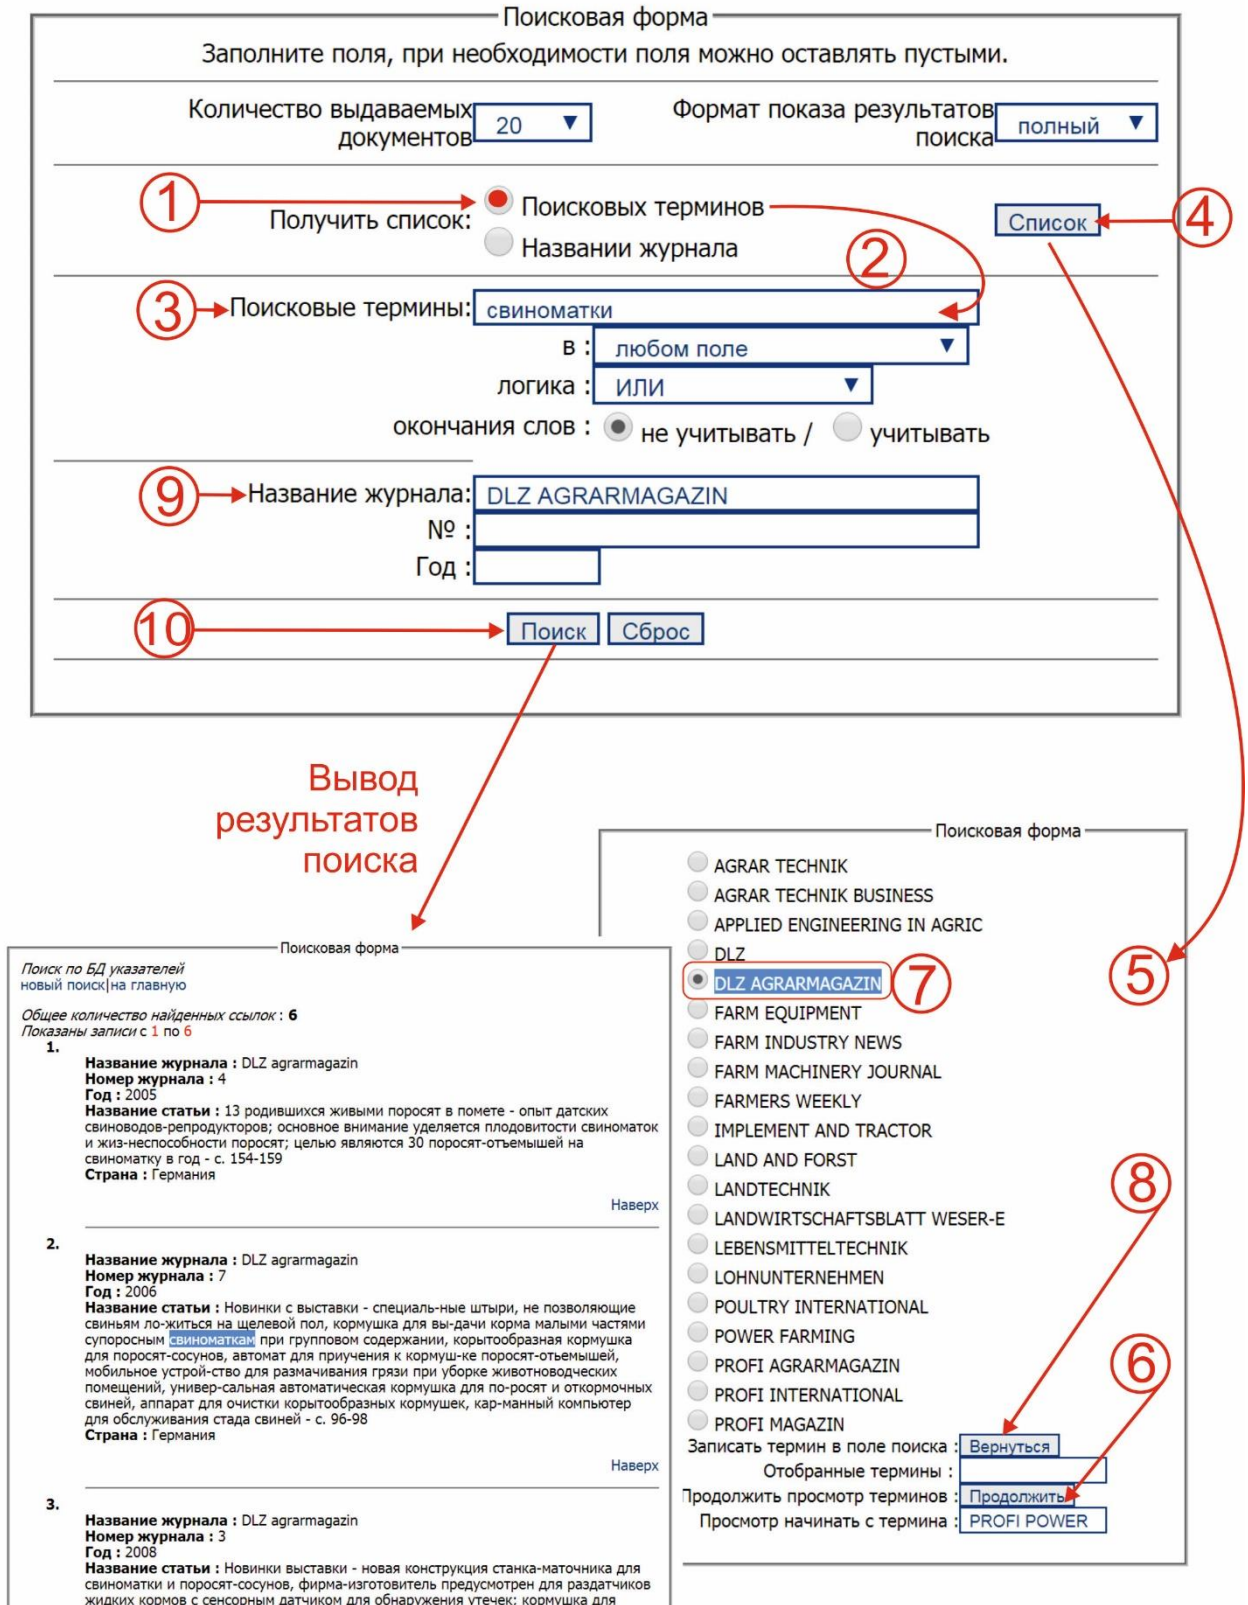 Поисковая форма
Заполните поля, при необходимости поля можно оставлять пустыми.
Количество выдаваемых документов 20 ▼ Формат показа результатов поиска полный ▼
1 Получить список: Поисковых терминов
Названии журнала
Список 4
2
3 Поисковые термины: свиноматки
в : любом поле ▼
логика : ИЛИ ▼
окончания слов : не учитывать / учитывать
9 Название журнала: DLZ AGRARMAGAZIN
№ :
Год :
10 Поиск Сброс
Вывод
результатов
поиска
Поисковая форма
AGRAR TECHNIK
AGRAR TECHNIK BUSINESS
APPLIED ENGINEERING IN AGRIC
DLZ
5
DLZ AGRARMAGAZIN 7
FARM EQUIPMENT
FARM INDUSTRY NEWS
FARM MACHINERY JOURNAL
FARMERS WEEKLY
IMPLEMENT AND TRACTOR
LAND AND FORST
8
LANDTECHNIK
LANDWIRTSCHAFTSBLATT WESER-E
LEBENSMITTELTECHNIK
LOHNUNTERNEHMEN
POULTRY INTERNATIONAL
POWER FARMING
PROFI AGRARMAGAZIN
6
PROFI INTERNATIONAL
PROFI MAGAZIN
Записать термин в поле поиска : Вернуться
Отобранные термины :
Продолжить просмотр терминов : Продолжить
Просмотр начинать с термина : PROFI POWER
Поисковая форма
Поиск по БД указателей
новый поиск|на главную
Общее количество найденных ссылок : 6
Показаны записи с 1 по 6
1.
Название журнала : DLZ agrarmagazin
Номер журнала : 4
Год : 2005
Название статьи : 13 родившихся живыми поросят в помете - опыт датских
свиноводов-репродукторов; основное внимание уделяется плодовитости свиноматок
и жиз-неспособности поросят; целью являются 30 поросят-отъемышей на
свиноматку в год - с. 154-159
Страна : Германия
Наверх
2.
Название журнала : DLZ agrarmagazin
Номер журнала : 7
Год : 2006
Название статьи : Новинки с выставки - специаль-ные штыри, не позволяющие
свиньям ло-житься на щелевой пол, кормушка для вы-дачи корма малыми частями
супоросным свиноматкам при групповом содержании, корытообразная кормушка
для поросят-сосунов, автомат для приучения к кормуш-ке поросят-отьемышей,
мобильное устрой-ство для размачивания грязи при уборке животноводческих
помещений, универ-сальная автоматическая кормушка для по-росят и откормочных
свиней, аппарат для очистки корытообразных кормушек, кар-манный компьютер
для обслуживания стада свиней - с. 96-98
Страна : Германия
Наверх
3.
Название журнала : DLZ agrarmagazin
Номер журнала : 3
Год : 2008
Название статьи : Новинки выставки - новая конструкция станка-маточника для
свиноматки и поросят-сосунов, фирма-изготовитель предусмотрен для раздатчиков
жидких кормов с сенсорным датчиком для обнаружения утечек; кормушка для